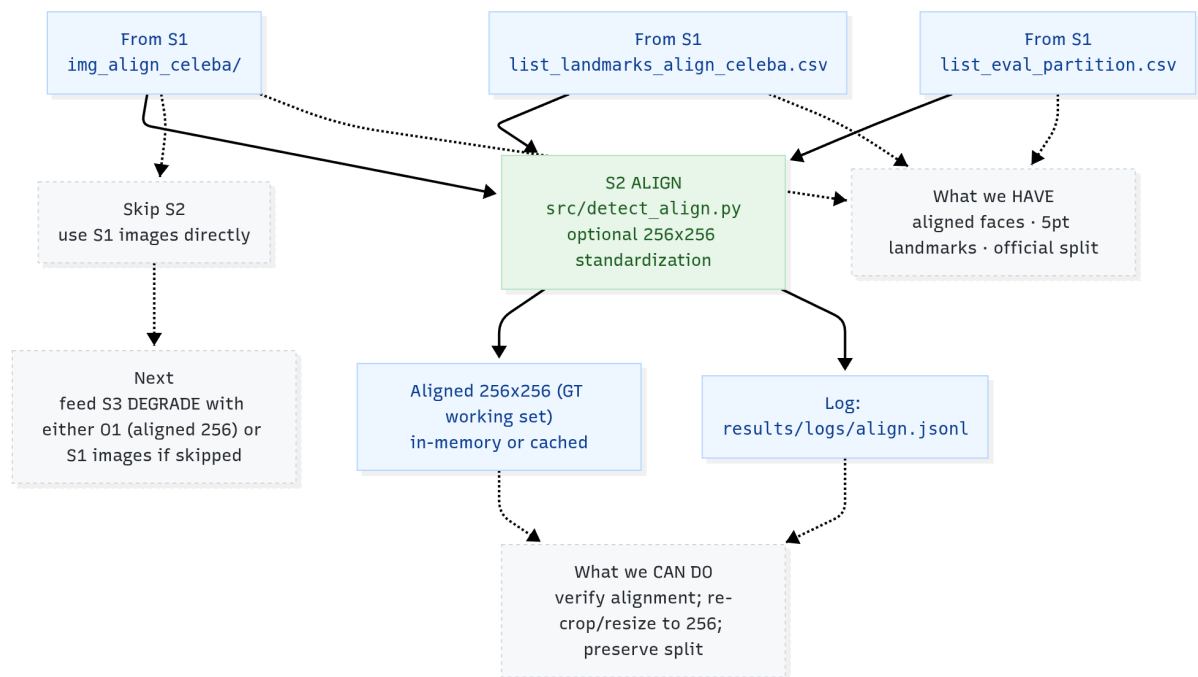 From S1
img_align_celeba/
From S1
list_landmarks_align_celeba.csv
From S1
list_eval_partition.csv
Skip S2
use S1 images directly
S2 ALIGN
src/detect_align.py
optional 256x256
standardization
What we HAVE
aligned faces · 5pt
landmarks · official split
Next
feed S3 DEGRADE with
either O1 (aligned 256) or
S1 images if skipped
Aligned 256x256 (GT
working set)
in-memory or cached
Log:
results/logs/align.jsonl
What we CAN DO
verify alignment; re-
crop/resize to 256;
preserve split